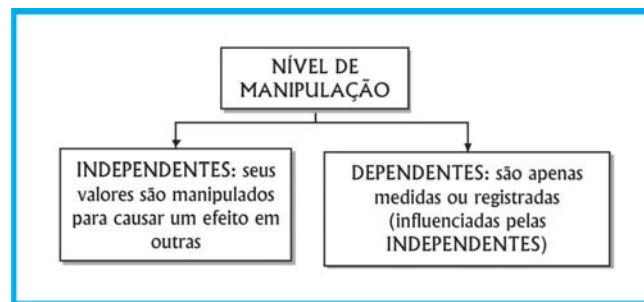 NÍVEL DE
MANIPULAÇÃO
INDEPENDENTES: seus
valores são manipulados
para causar um efeito em
outras
DEPENDENTES: são apenas
medidas ou registradas
(influenciadas pelas
INDEPENDENTES)